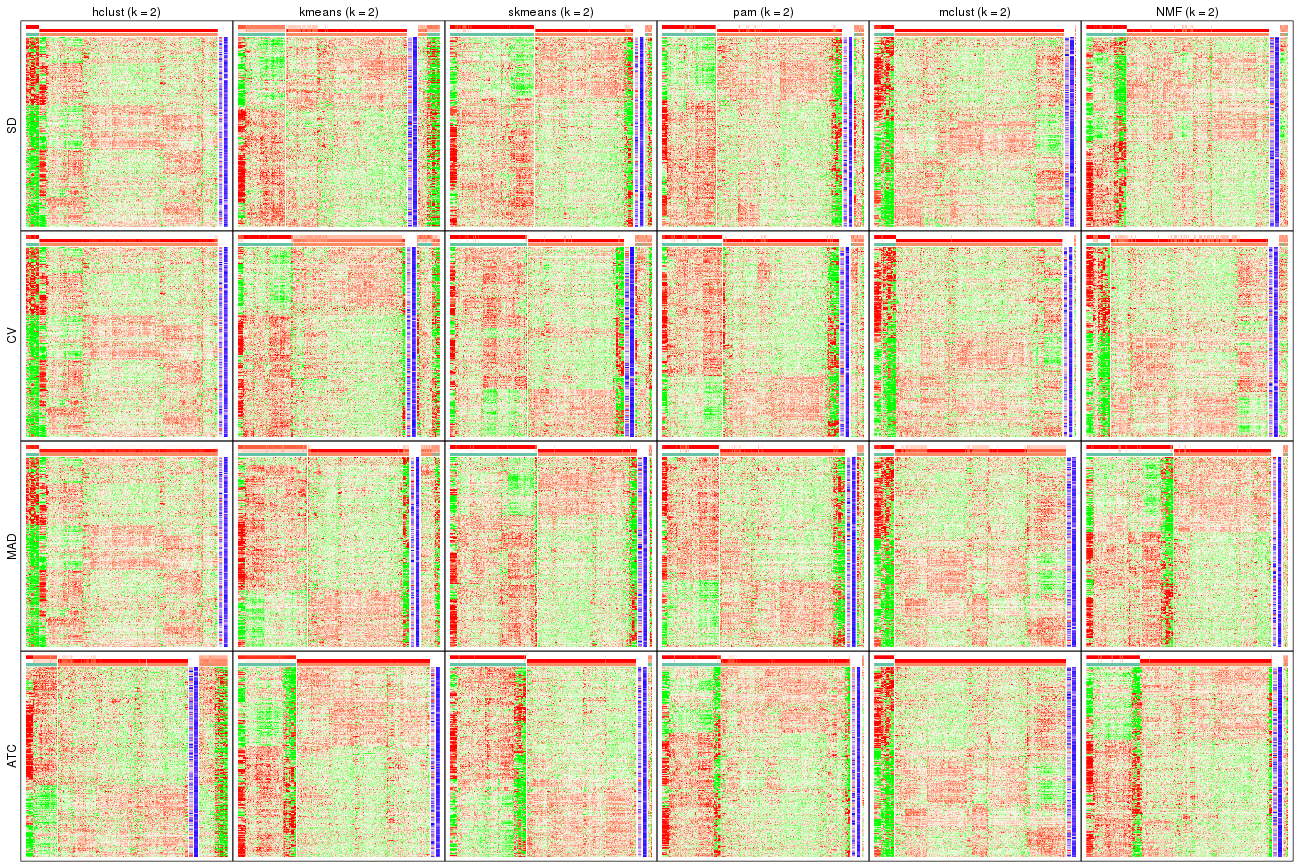 hclust (k = 2) kmeans (k = 2) skmeans (k = 2) pam (k = 2) mclust (k = 2) NMF (k = 2)
SD
CV
MAD
ATC